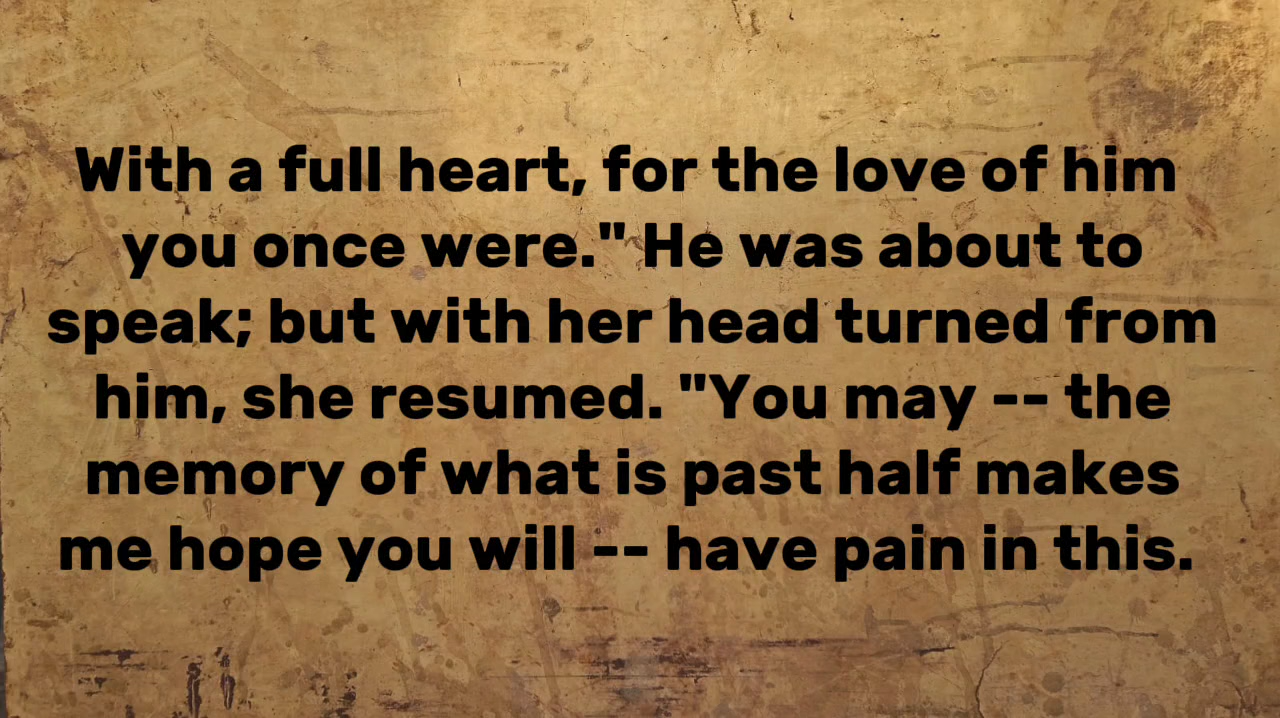 With a full heart, for the love of him
you once were." He was about to
speak; but with her head turned from
him, she resumed. "You may -- the
memory of what is past half makes
me hope you will -- have pain in this.